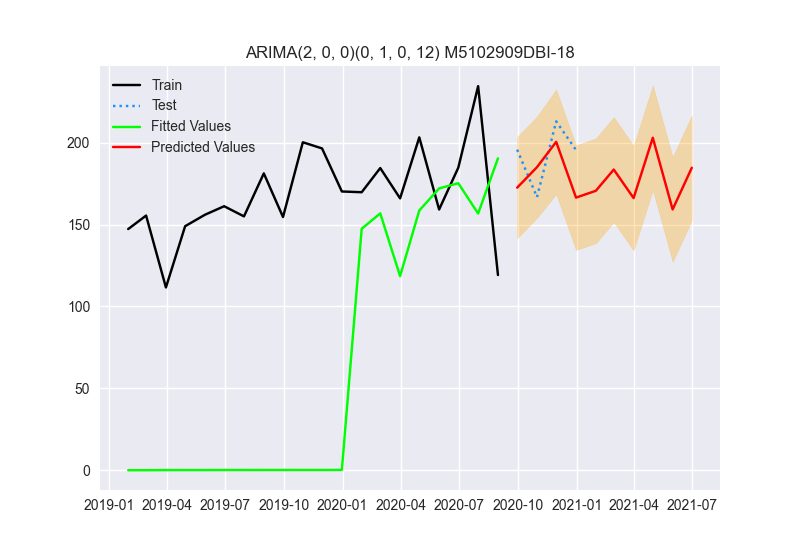 ARIMA(2, 0, 0)(0, 1, 0, 12) M5102909DBI-18
Train
Test
Fitted Values
Predicted Values
200
150
100
50
0
2019-01 2019-04 2019-07 2019-10 2020-01 2020-04 2020-07 2020-10 2021-01 2021-04 2021-07